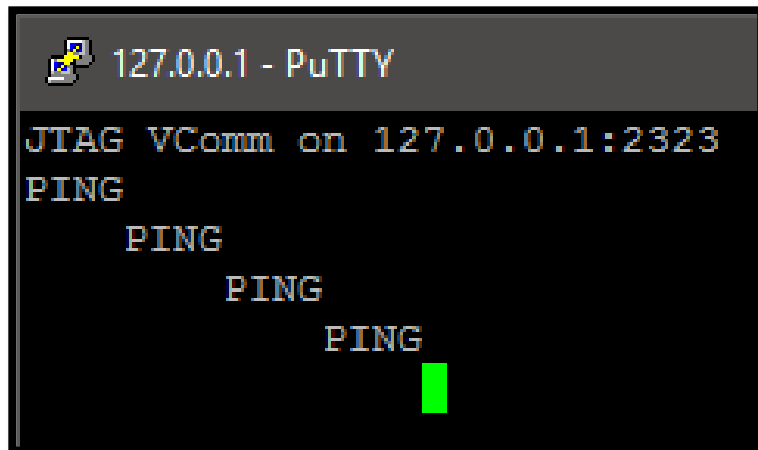 127.0.0.1 - PuTTY
JTAG VComm on 127.0.0.1:2323
PING
PING
PING
PING